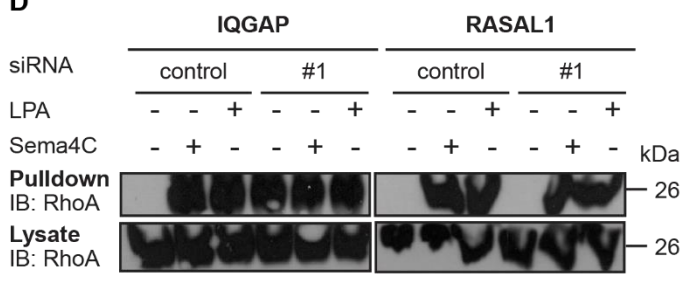 D
IQGAP RASAL1
siRNA control #1 control #1
LPA - - + - - + - - + - - +
Sema4C - + - - + - - + - - + -
kDa
Pulldown
IB: RhoA 26
Lysate
IB: RhoA 26